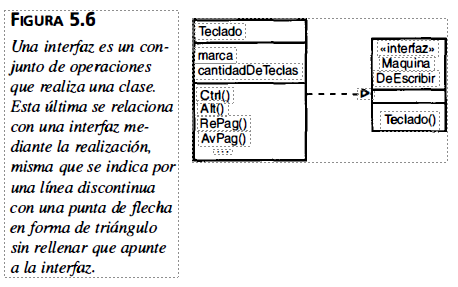 FIGURA 5.6
Una interfaz es un con-
junto de operaciones
que realiza una clase.
Esta última se relaciona
con una interfaz me-
diante la realización,
misma que se indica por
una línea discontinua
con una punta de flecha
en forma de triángulo
sin rellenar que apunte
a la interfaz.
Teclado
marca
cantidadDeTeclas
Ctrl()
Alt()
RePag()
AvPag()
...
«interfaz»
Maquina
DeEscribir
Teclado()